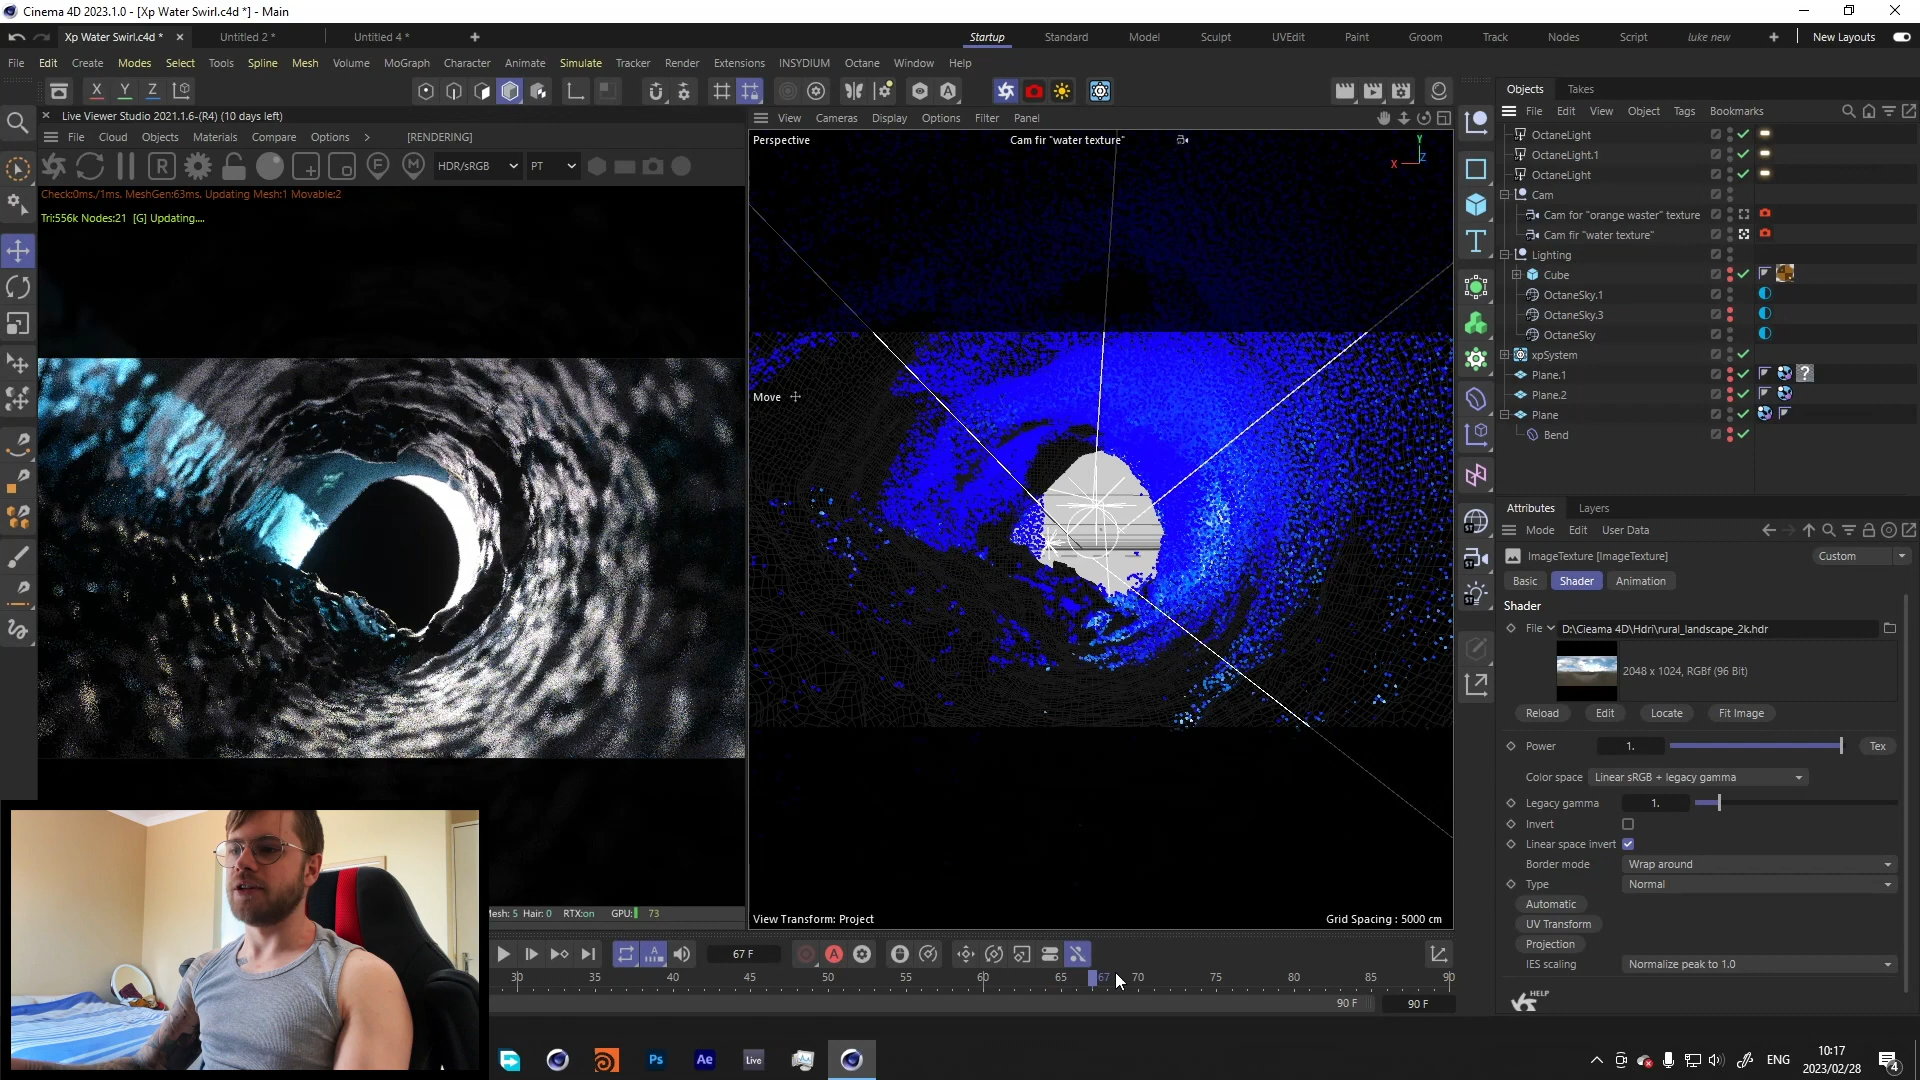 Cinema 4D 2023.1.0 - [Xp Water Swirl.c4d *] - Main
Xp Water Swirl.c4d *
Untitled 2 *
Untitled 4 *
Startup Standard Model Sculpt UVEdit Paint Groom Track Nodes Script luke new New Layouts
File Edit Create Modes Select Tools Spline Mesh Volume MoGraph Character Animate Simulate Tracker Render Extensions INSYDIUM Octane Window Help
X Y Z
Live Viewer Studio 2021.1.6-(R4) (10 days left)
File Cloud Objects Materials Compare Options > [RENDERING]
HDR/sRGB PT
Check:0ms./1ms. MeshGen:63ms. Updating Mesh:1 Movable:2
Tri:556k Nodes:21 [G] Updating....
View Cameras Display Options Filter Panel
Perspective
Cam fir "water texture"
Y
X
Z
Move
View Transform: Project
Grid Spacing : 5000 cm
Hair: 0 RTX:on GPU: 73
67 F
30 35 40 45 50 55 60 65 67 70 75 80 85 90
90 F
90 F
Objects Takes
File Edit View Object Tags Bookmarks
OctaneLight
OctaneLight.1
OctaneLight
Cam
Cam for "orange waster" texture
Cam fir "water texture"
Lighting
Cube
OctaneSky.1
OctaneSky.3
OctaneSky
xpSystem
Plane.1
Plane.2
Plane
Bend
Attributes Layers
Mode Edit User Data
ImageTexture [ImageTexture]
Custom
Basic Shader Animation
Shader
File D:\Cieama 4D\Hdri\rural_landscape_2k.hdr
2048 x 1024, RGBf (96 Bit)
Reload Edit Locate Fit Image
Power 1. Tex
Color space Linear sRGB + legacy gamma
Legacy gamma 1.
Invert
Linear space invert
Border mode Wrap around
Type Normal
Automatic
UV Transform
Projection
IES scaling Normalize peak to 1.0
HELP
Ps Ae Live
ENG
10:17
2023/02/28
4